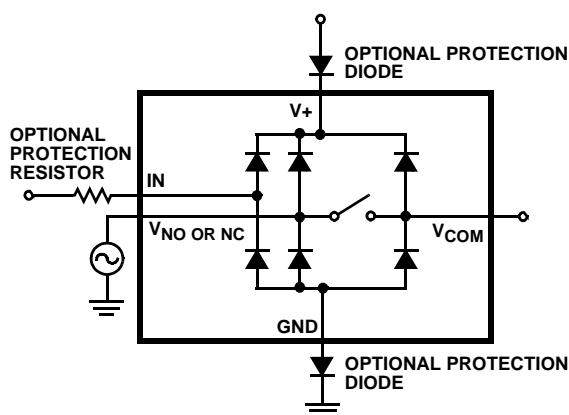 OPTIONAL PROTECTION
DIODE
V+
OPTIONAL
PROTECTION
RESISTOR
IN
VNO OR NC
VCOM
GND
OPTIONAL PROTECTION
DIODE